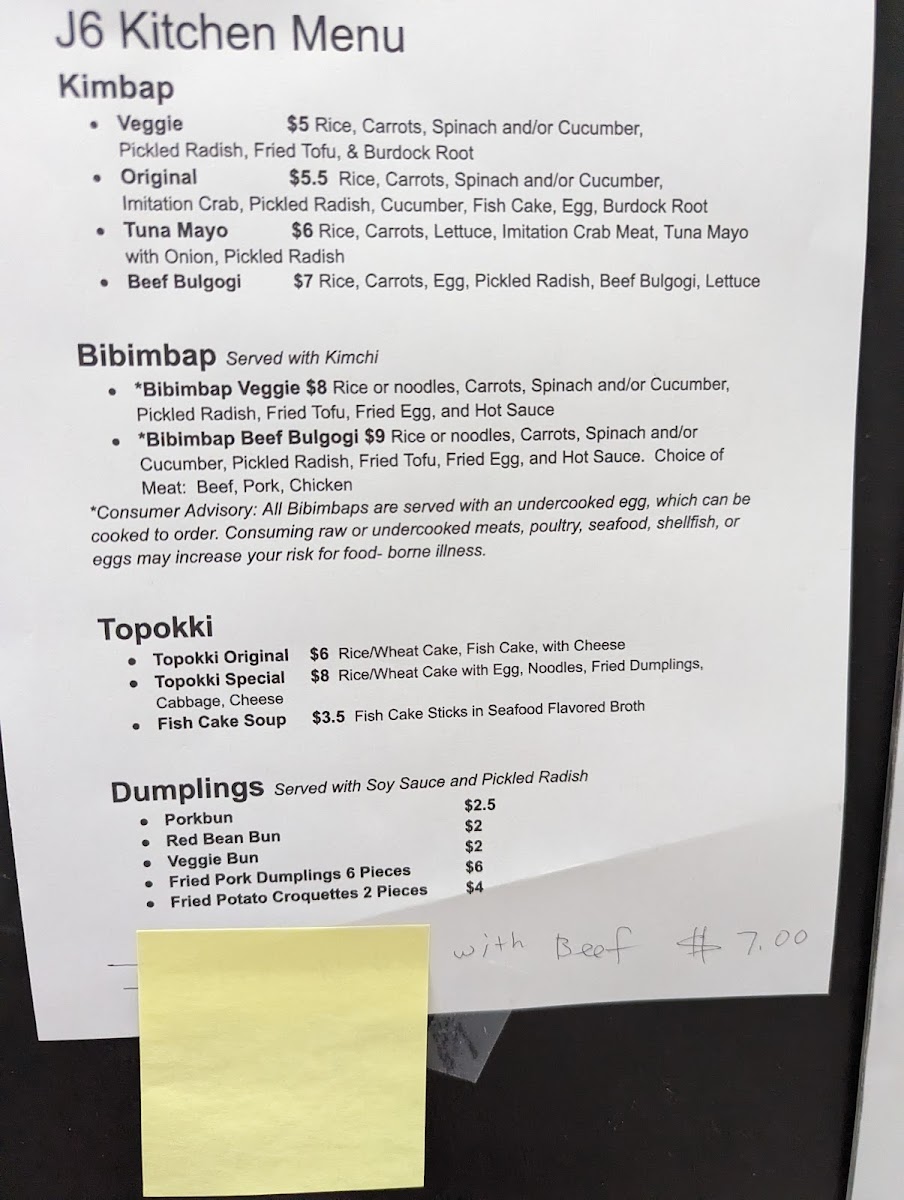 J6 Kitchen Menu
Kimbap
• Veggie $5 Rice, Carrots, Spinach and/or Cucumber,
Pickled Radish, Fried Tofu, & Burdock Root
• Original $5.5 Rice, Carrots, Spinach and/or Cucumber,
Imitation Crab, Pickled Radish, Cucumber, Fish Cake, Egg, Burdock Root
• Tuna Mayo $6 Rice, Carrots, Lettuce, Imitation Crab Meat, Tuna Mayo
with Onion, Pickled Radish
• Beef Bulgogi $7 Rice, Carrots, Egg, Pickled Radish, Beef Bulgogi, Lettuce
Bibimbap Served with Kimchi
• *Bibimbap Veggie $8 Rice or noodles, Carrots, Spinach and/or Cucumber,
Pickled Radish, Fried Tofu, Fried Egg, and Hot Sauce
• *Bibimbap Beef Bulgogi $9 Rice or noodles, Carrots, Spinach and/or
Cucumber, Pickled Radish, Fried Tofu, Fried Egg, and Hot Sauce. Choice of
Meat: Beef, Pork, Chicken
*Consumer Advisory: All Bibimbaps are served with an undercooked egg, which can be
cooked to order. Consuming raw or undercooked meats, poultry, seafood, shellfish, or
eggs may increase your risk for food- borne illness.
Topokki
• Topokki Original $6 Rice/Wheat Cake, Fish Cake, with Cheese
• Topokki Special $8 Rice/Wheat Cake with Egg, Noodles, Fried Dumplings,
Cabbage, Cheese
• Fish Cake Soup $3.5 Fish Cake Sticks in Seafood Flavored Broth
Dumplings Served with Soy Sauce and Pickled Radish
• Porkbun $2.5
• Red Bean Bun $2
• Veggie Bun $2
• Fried Pork Dumplings 6 Pieces $6
• Fried Potato Croquettes 2 Pieces $4
with Beef $ 7.00